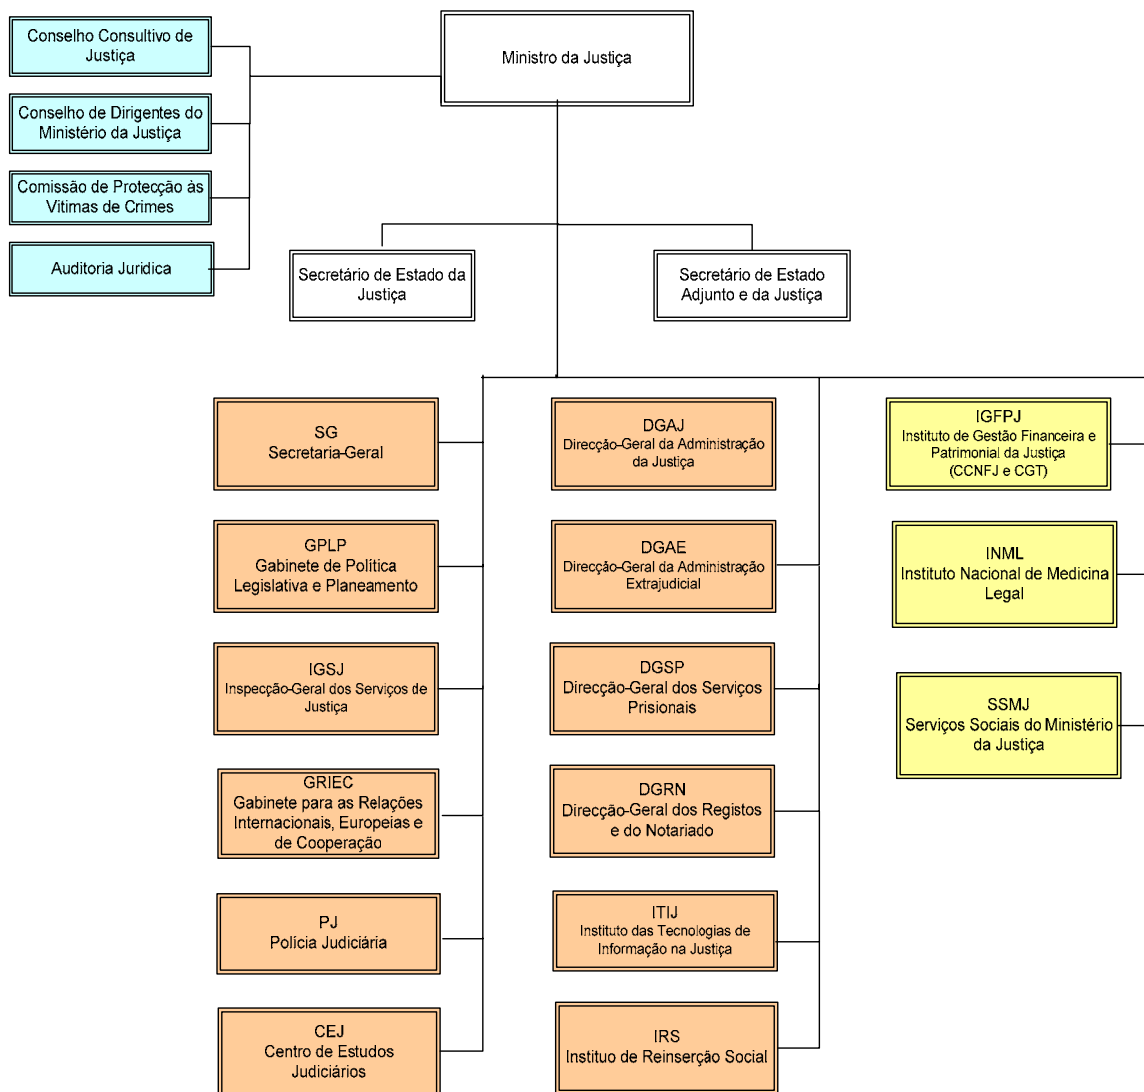 Conselho Consultivo de
Justiça
Ministro da Justiça
Conselho de Dirigentes do
Ministério da Justiça
Comissão de Protecção às
Vitimas de Crimes
Auditoria Juridica
Secretário de Estado da
Justiça
Secretário de Estado
Adjunto e da Justiça
SG
Secretaria-Geral
GPLP
Gabinete de Política
Legislativa e Planeamento
IGSJ
Inspecção-Geral dos Serviços de
Justiça
GRIEC
Gabinete para as Relações
Internacionais, Europeias e
de Cooperação
PJ
Polícia Judiciária
CEJ
Centro de Estudos
Judiciários
DGAJ
Direcção-Geral da Administração
da Justiça
DGAE
Direcção-Geral da Administração
Extrajudicial
DGSP
Direcção-Geral dos Serviços
Prisionais
DGRN
Direcção-Geral dos Registos
e do Notariado
ITIJ
Instituto das Tecnologias de
Informação na Justiça
IRS
Instituo de Reinserção Social
IGFPJ
Instituto de Gestão Financeira e
Patrimonial da Justiça
(CCNFJ e CGT)
INML
Instituto Nacional de Medicina
Legal
SSMJ
Serviços Sociais do Ministério
da Justiça